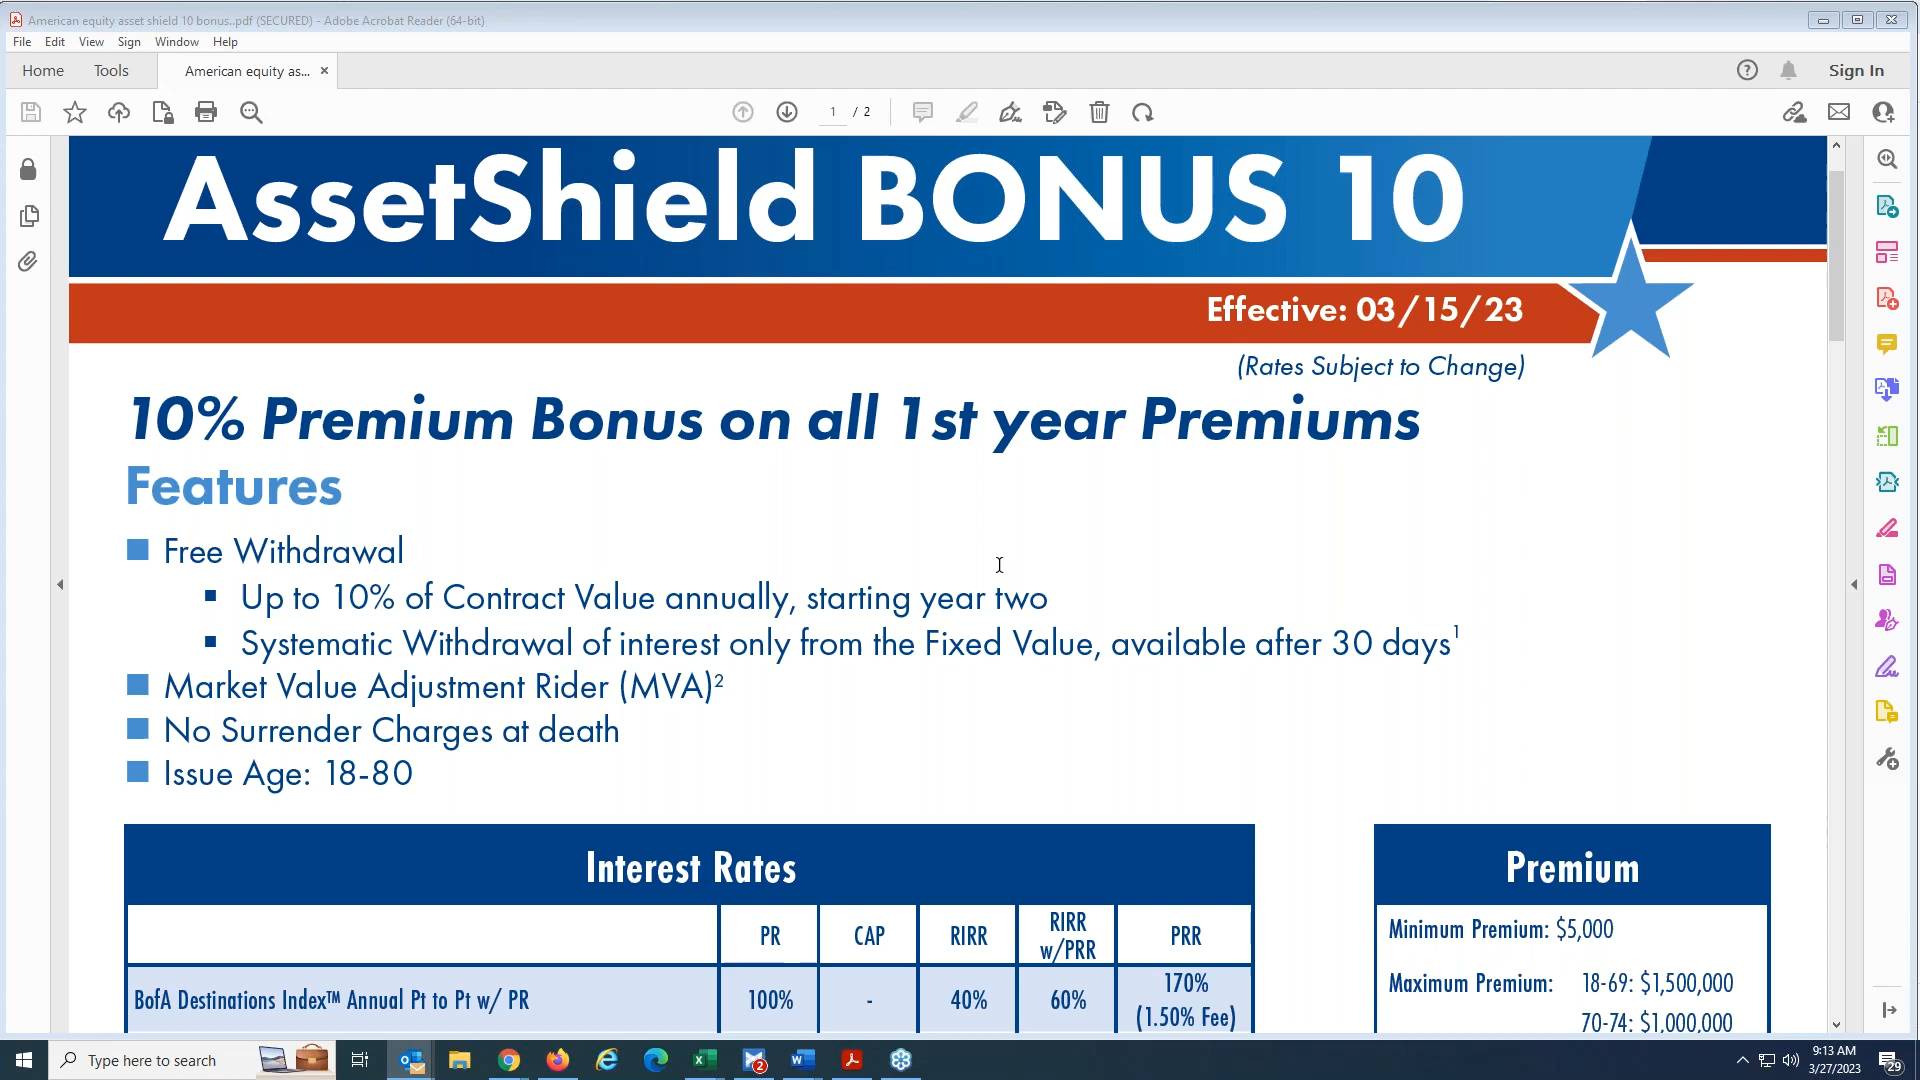 American equity asset shield 10 bonus..pdf (SECURED) - Adobe Acrobat Reader (64-bit)
File Edit View Sign Window Help
Home Tools American equity as... × Sign In
1 / 2
AssetShield BONUS 10
Effective: 03/15/23
(Rates Subject to Change)
10% Premium Bonus on all 1st year Premiums
Features
Free Withdrawal
Up to 10% of Contract Value annually, starting year two
Systematic Withdrawal of interest only from the Fixed Value, available after 30 days¹
Market Value Adjustment Rider (MVA)²
No Surrender Charges at death
Issue Age: 18-80
Interest Rates
PR CAP RIRR RIRR w/PRR PRR
BofA Destinations Index™ Annual Pt to Pt w/ PR 100% - 40% 60% 170% (1.50% Fee)
Premium
Minimum Premium: $5,000
Maximum Premium: 18-69: $1,500,000
70-74: $1,000,000
Type here to search
2
9:13 AM
3/27/2023
29